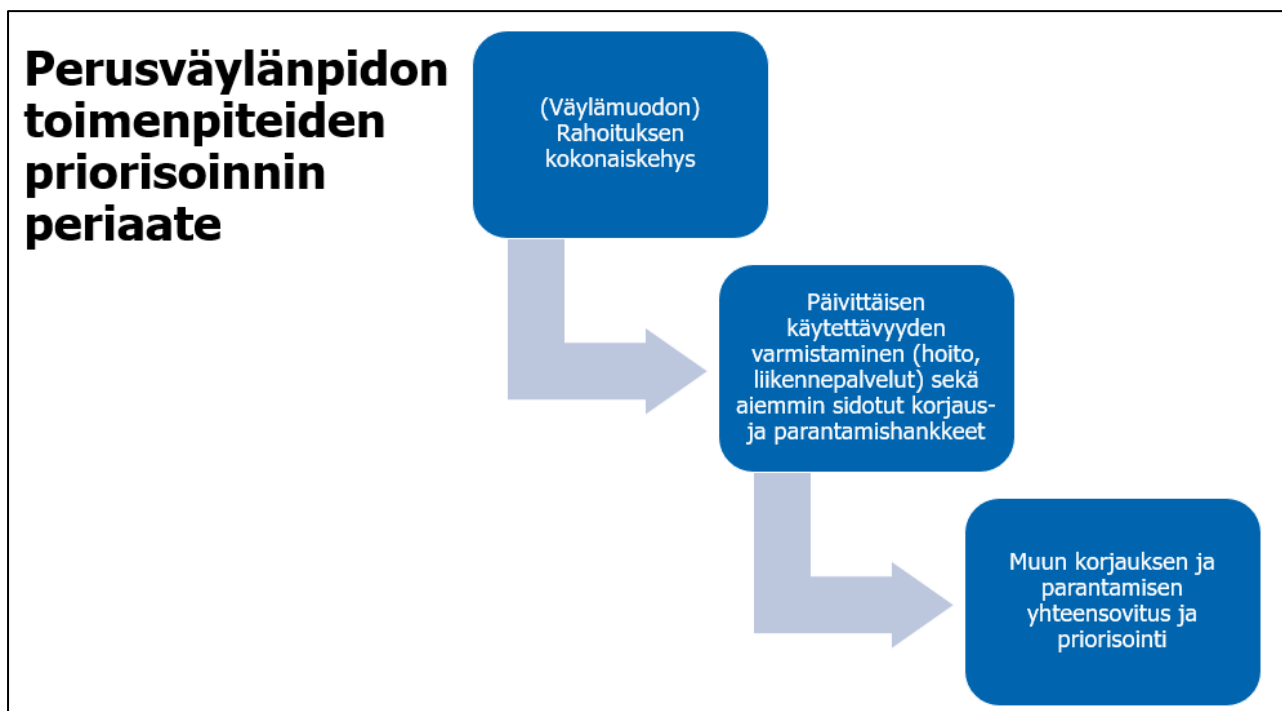 Perusväylänpidon
toimenpiteiden
priorisoinnin
periaate
(Väylämuodon)
Rahoituksen
kokonaiskehys
Päivittäisen
käytettävyyden
varmistaminen (hoito,
liikennepalvelut) sekä
aiemmin sidotut korjaus-
ja parantamishankkeet
Muun korjauksen ja
parantamisen
yhteensovitus ja
priorisointi